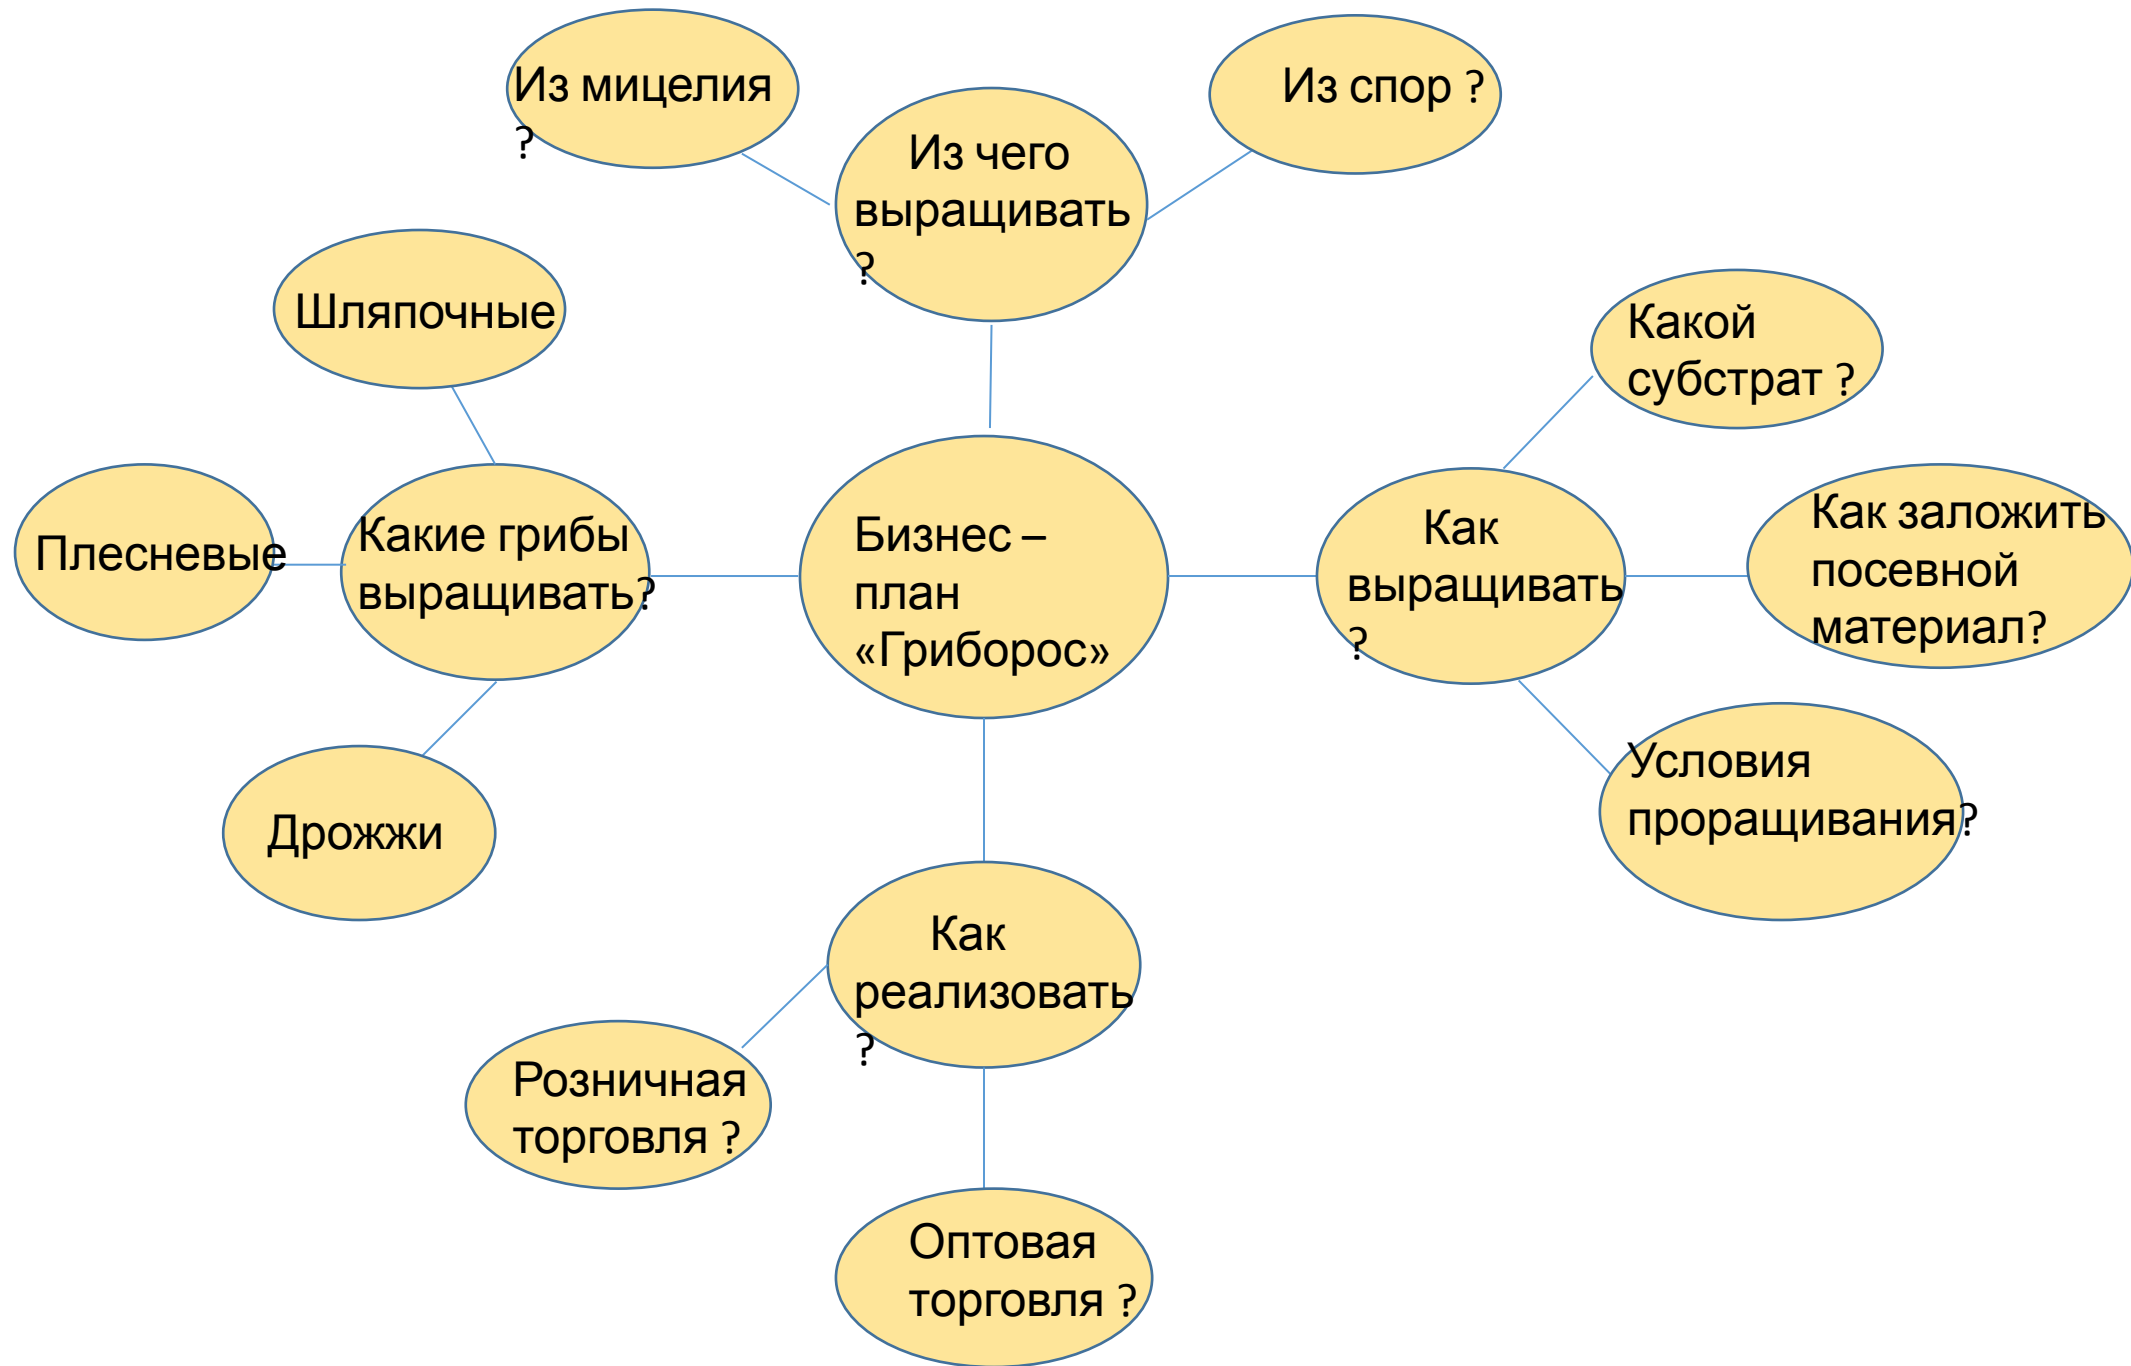 Из мицелия
?
Из чего
выращивать
?
Из спор ?
Шляпочные
Плесневые
Какие грибы
выращивать?
Дрожжи
Бизнес –
план
«Гриборос»
Как
выращивать
?
Какой
субстрат ?
Как заложить
посевной
материал?
Условия
проращивания?
Как
реализовать
?
Розничная
торговля ?
Оптовая
торговля ?